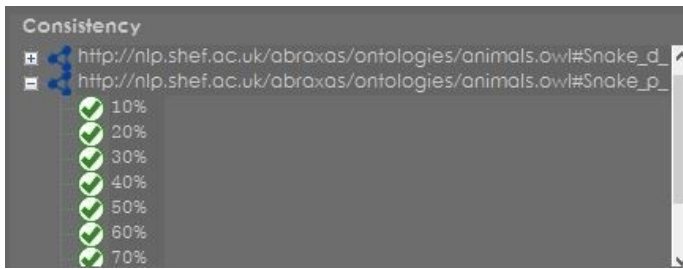 Consistency
http://nlp.shef.ac.uk/abraxas/ontologies/animals.owl#Snake_d_
http://nlp.shef.ac.uk/abraxas/ontologies/animals.owl#Snake_p_
10%
20%
30%
40%
50%
60%
70%